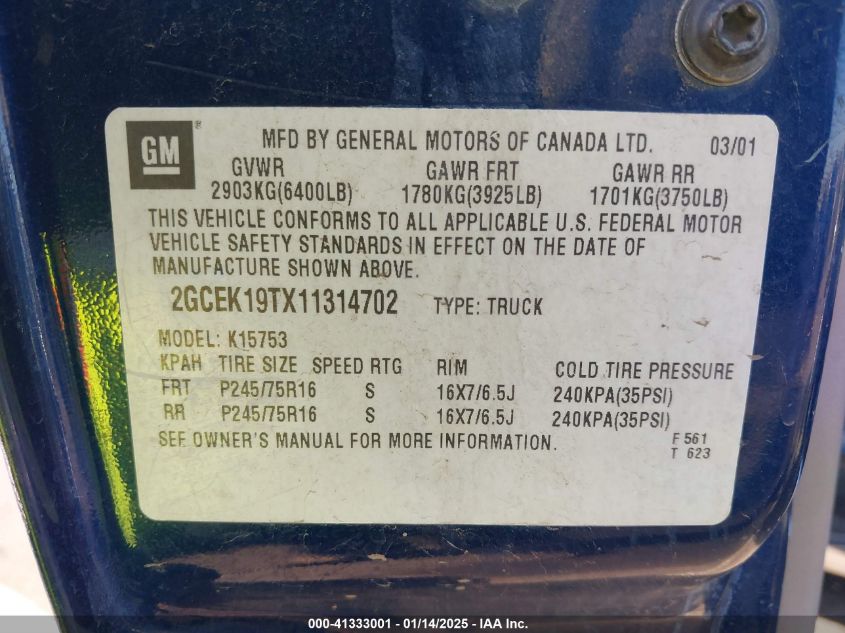 GM ®
MFD BY GENERAL MOTORS OF CANADA LTD. 03/01
GVWR GAWR FRT GAWR RR
2903KG(6400LB) 1780KG(3925LB) 1701KG(3750LB)
THIS VEHICLE CONFORMS TO ALL APPLICABLE U.S. FEDERAL MOTOR
VEHICLE SAFETY STANDARDS IN EFFECT ON THE DATE OF
MANUFACTURE SHOWN ABOVE.
2GCEK19TX11314702 TYPE: TRUCK
MODEL: K15753
KPAH TIRE SIZE SPEED RTG RIM COLD TIRE PRESSURE
FRT P245/75R16 S 16X7/6.5J 240KPA(35PSI)
RR P245/75R16 S 16X7/6.5J 240KPA(35PSI)
SEE OWNER'S MANUAL FOR MORE INFORMATION.
F 561
T 623
000-41333001 - 01/14/2025 - IAA Inc.